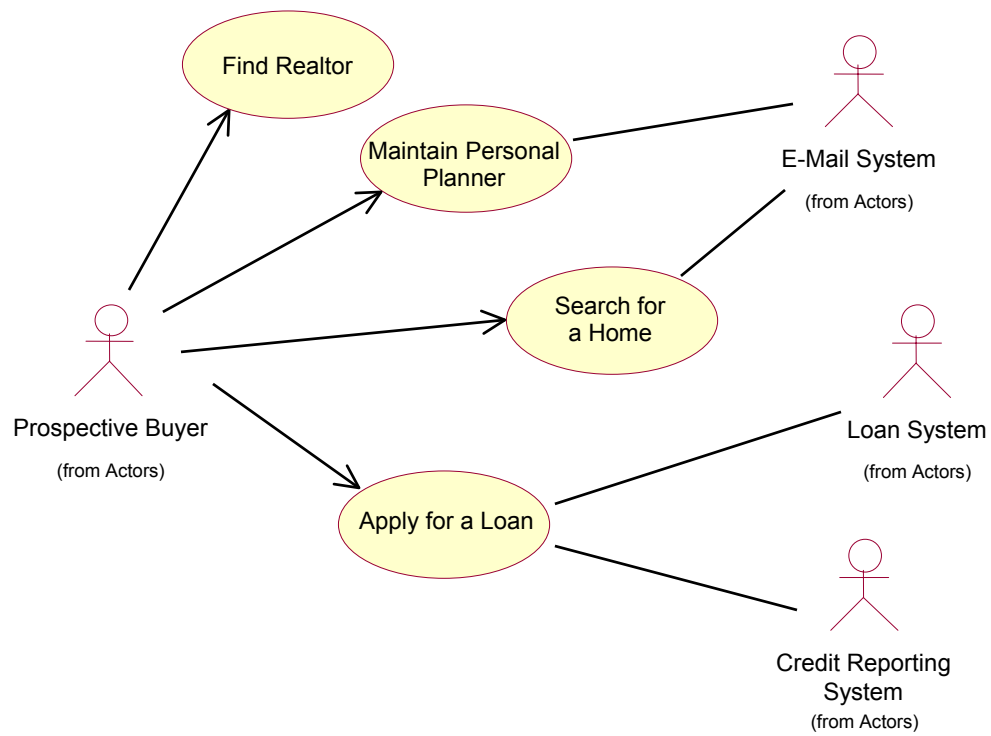 Find Realtor
Maintain Personal
Planner
E-Mail System
(from Actors)
Search for
a Home
Prospective Buyer
(from Actors)
Loan System
(from Actors)
Apply for a Loan
Credit Reporting
System
(from Actors)